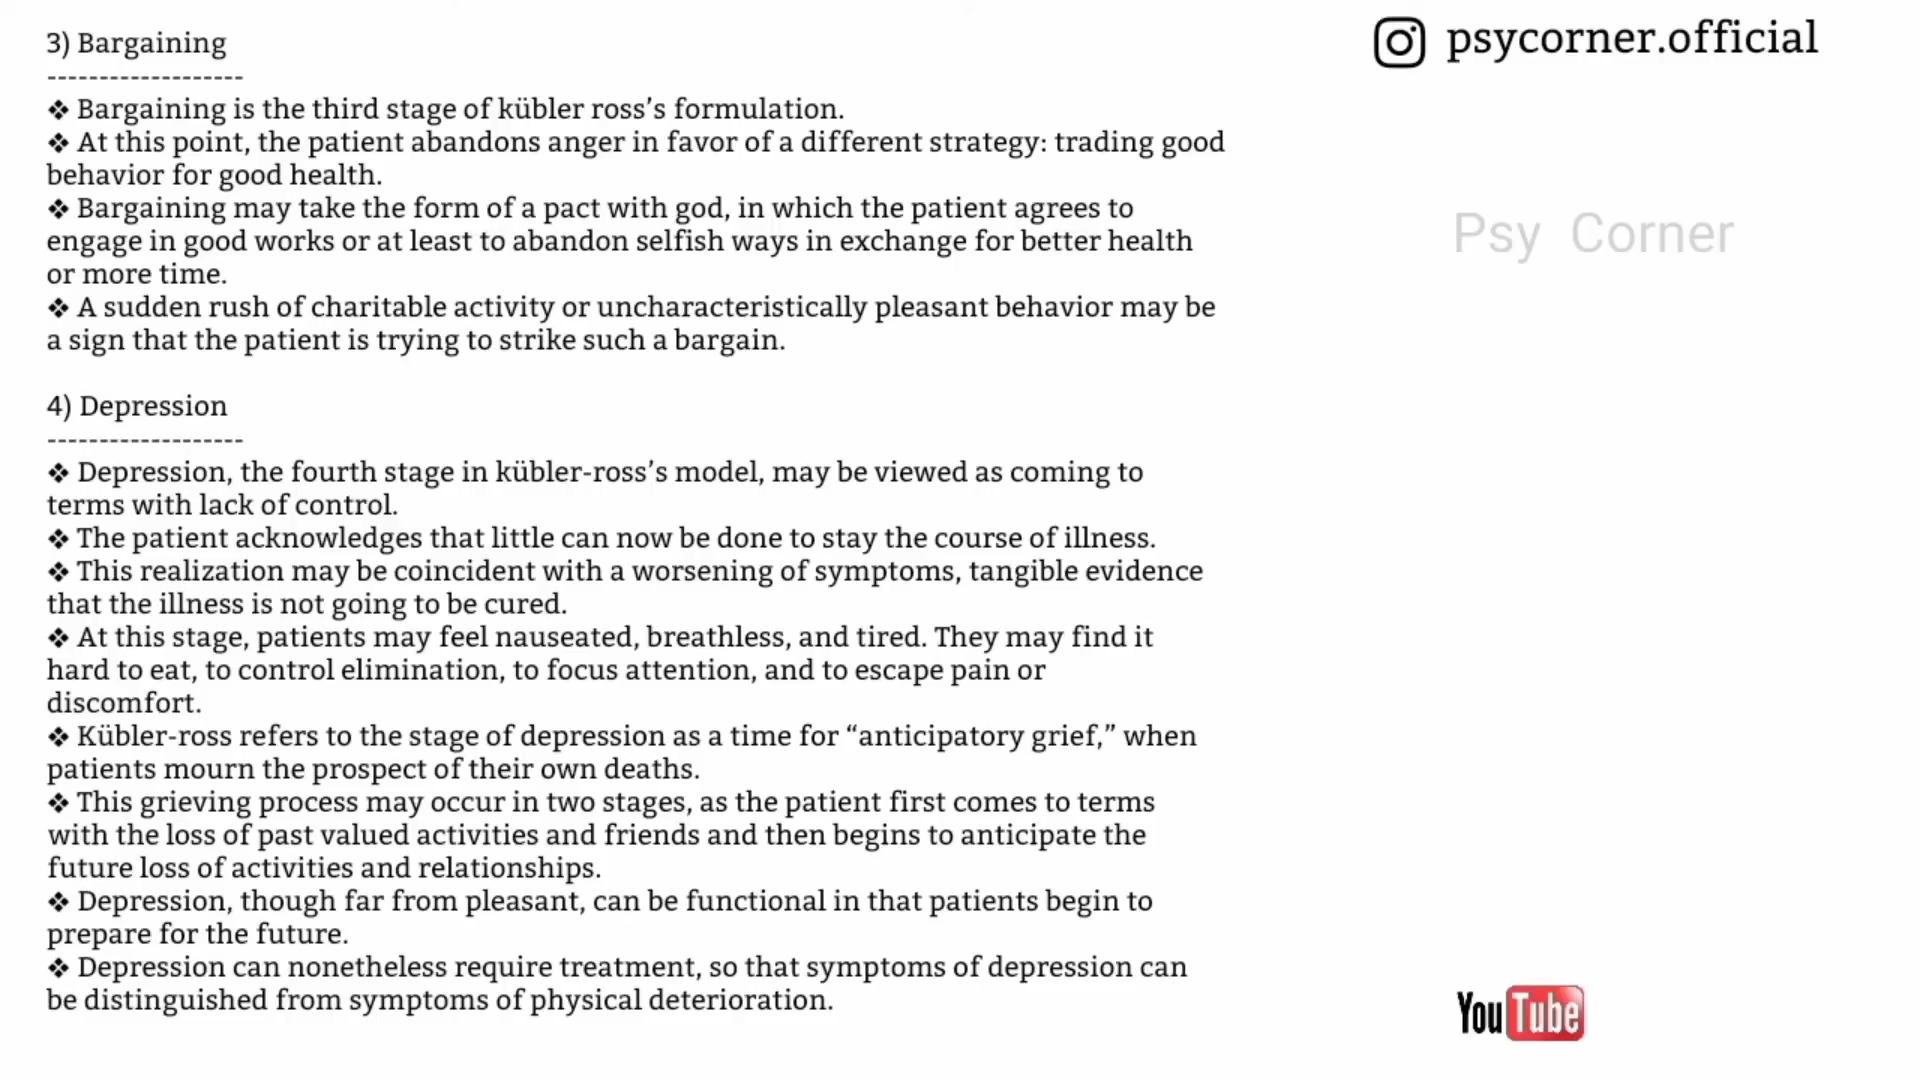 3) Bargaining
-------------------
❖ Bargaining is the third stage of kübler ross’s formulation.
❖ At this point, the patient abandons anger in favor of a different strategy: trading good
behavior for good health.
❖ Bargaining may take the form of a pact with god, in which the patient agrees to
engage in good works or at least to abandon selfish ways in exchange for better health
or more time.
❖ A sudden rush of charitable activity or uncharacteristically pleasant behavior may be
a sign that the patient is trying to strike such a bargain.
4) Depression
-------------------
❖ Depression, the fourth stage in kübler-ross’s model, may be viewed as coming to
terms with lack of control.
❖ The patient acknowledges that little can now be done to stay the course of illness.
❖ This realization may be coincident with a worsening of symptoms, tangible evidence
that the illness is not going to be cured.
❖ At this stage, patients may feel nauseated, breathless, and tired. They may find it
hard to eat, to control elimination, to focus attention, and to escape pain or
discomfort.
❖ Kübler-ross refers to the stage of depression as a time for “anticipatory grief,” when
patients mourn the prospect of their own deaths.
❖ This grieving process may occur in two stages, as the patient first comes to terms
with the loss of past valued activities and friends and then begins to anticipate the
future loss of activities and relationships.
❖ Depression, though far from pleasant, can be functional in that patients begin to
prepare for the future.
❖ Depression can nonetheless require treatment, so that symptoms of depression can
be distinguished from symptoms of physical deterioration.
psycorner.official
Psy Corner
YouTube